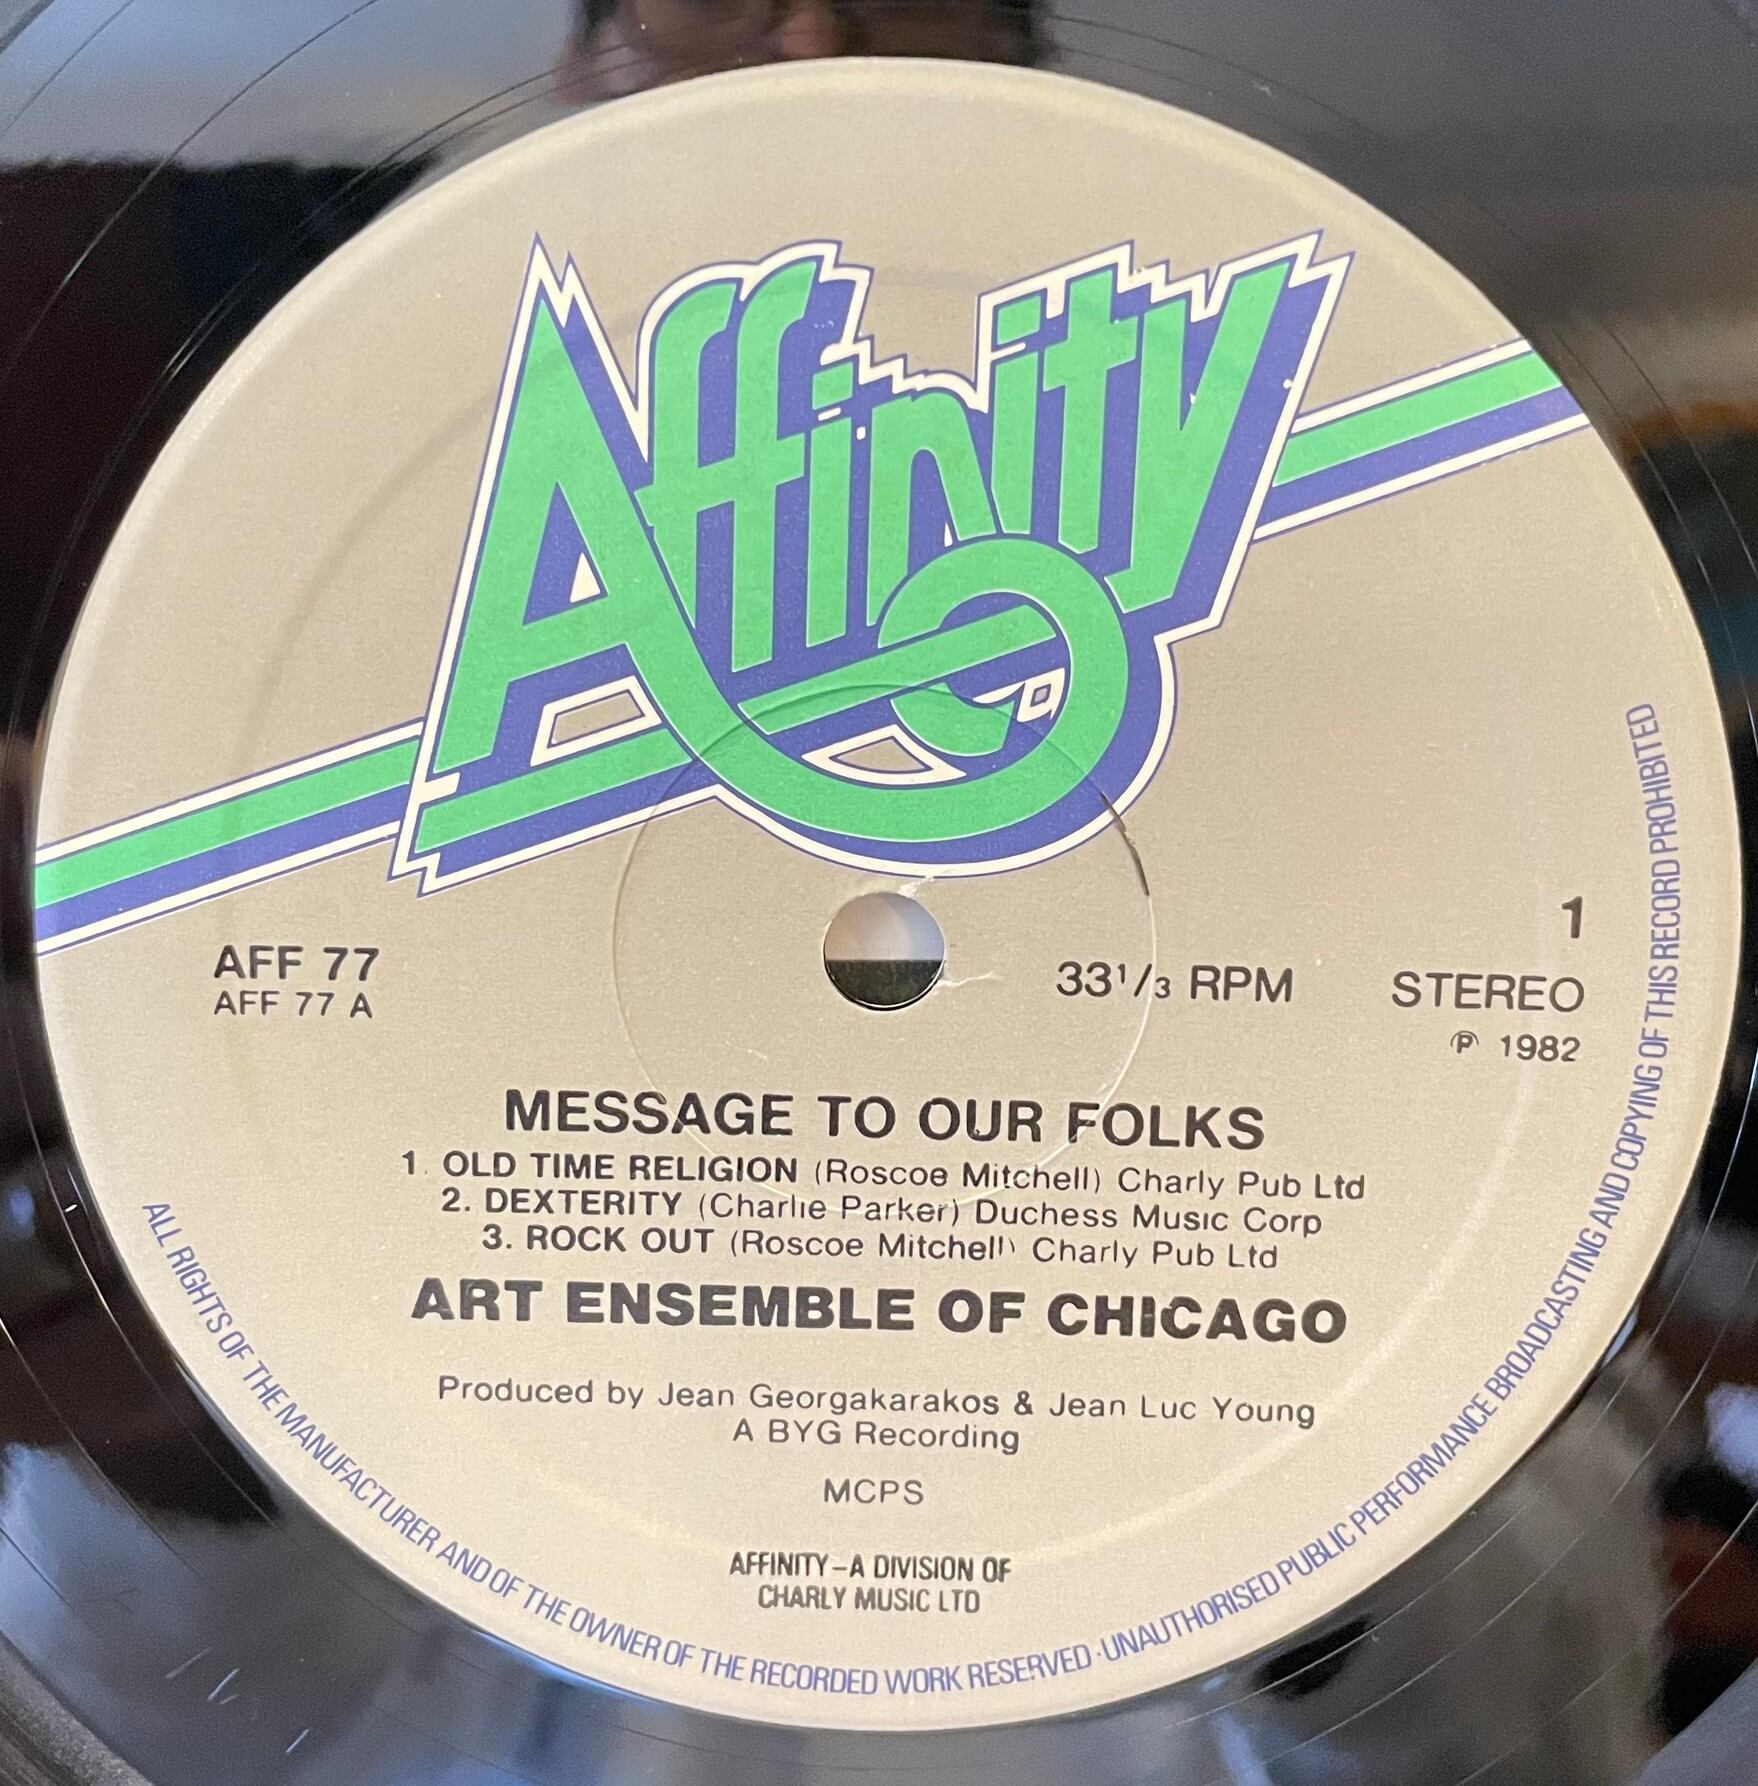 Affinity
AFF 77
AFF 77 A
1
33¹/₃ RPM
STEREO
℗ 1982
MESSAGE TO OUR FOLKS
1. OLD TIME RELIGION (Roscoe Mitchell) Charly Pub Ltd
2. DEXTERITY (Charlie Parker) Duchess Music Corp
3. ROCK OUT (Roscoe Mitchell) Charly Pub Ltd
ART ENSEMBLE OF CHICAGO
Produced by Jean Georgakarakos & Jean Luc Young
A BYG Recording
MCPS
AFFINITY–A DIVISION OF
CHARLY MUSIC LTD
ALL RIGHTS OF THE MANUFACTURER AND OF THE OWNER OF THE RECORDED WORK RESERVED · UNAUTHORISED PUBLIC PERFORMANCE BROADCASTING AND COPYING OF THIS RECORD PROHIBITED